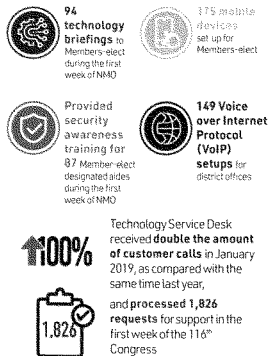 94
technology
briefings to
Members-elect
during the first
week of NMO
175 mobile
devices
set up for
Members-elect
Provided
security
awareness
training for
87 Member-elect
designated aides
during the first
week of NMO
149 Voice
over Internet
Protocol
(VoIP)
setups for
district offices
100%
Technology Service Desk
received double the amount
of customer calls in January
2019, as compared with the
same time last year,
1,826
and processed 1,826
requests for support in the
first week of the 116th
Congress